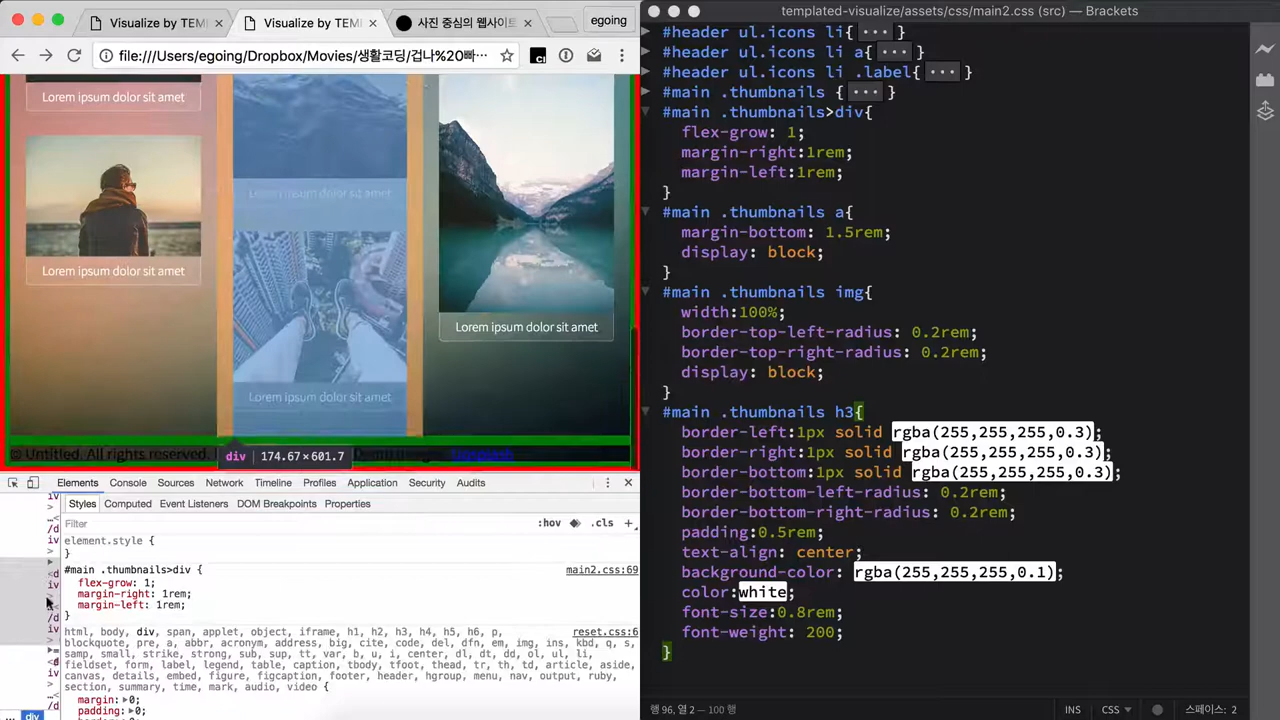 Visualize by TEMI
Visualize by TEMI
사진 중심의 웹사이트
egoing
file:///Users/egoing/Dropbox/Movies/생활코딩/겁나%20빠…
Lorem ipsum dolor sit amet
Lorem ipsum dolor sit amet
Lorem ipsum dolor sit amet
Lorem ipsum dolor sit amet
Lorem ipsum dolor sit amet
© Untitled. All rights reserved.
Unsplash
div 174.67×601.7
Elements Console Sources Network Timeline Profiles Application Security Audits
Styles Computed Event Listeners DOM Breakpoints Properties
Filter
:hov .cls +
element.style {
}
#main .thumbnails>div { main2.css:69
flex-grow: 1;
margin-right: 1rem;
margin-left: 1rem;
}
html, body, div, span, applet, object, iframe, h1, h2, h3, h4, h5, h6, p, reset.css:6
blockquote, pre, a, abbr, acronym, address, big, cite, code, del, dfn, em, img, ins, kbd, q, s,
samp, small, strike, strong, sub, sup, tt, var, b, u, i, center, dl, dt, dd, ol, ul, li,
fieldset, form, label, legend, table, caption, tbody, tfoot, thead, tr, th, td, article, aside,
canvas, details, embed, figure, figcaption, footer, header, hgroup, menu, nav, output, ruby,
section, summary, time, mark, audio, video {
margin:▶0;
padding:▶0;
div
templated-visualize/assets/css/main2.css (src) — Brackets
#header ul.icons li{ ... }
#header ul.icons li a{ ... }
#header ul.icons li .label{ ... }
#main .thumbnails { ... }
#main .thumbnails>div{
flex-grow: 1;
margin-right:1rem;
margin-left:1rem;
}
#main .thumbnails a{
margin-bottom: 1.5rem;
display: block;
}
#main .thumbnails img{
width:100%;
border-top-left-radius: 0.2rem;
border-top-right-radius: 0.2rem;
display: block;
}
#main .thumbnails h3{
border-left:1px solid rgba(255,255,255,0.3);
border-right:1px solid rgba(255,255,255,0.3);
border-bottom:1px solid rgba(255,255,255,0.3);
border-bottom-left-radius: 0.2rem;
border-bottom-right-radius: 0.2rem;
padding:0.5rem;
text-align: center;
background-color: rgba(255,255,255,0.1);
color:white;
font-size:0.8rem;
font-weight: 200;
}
행 96, 열 2 — 100 행
INS CSS 스페이스: 2